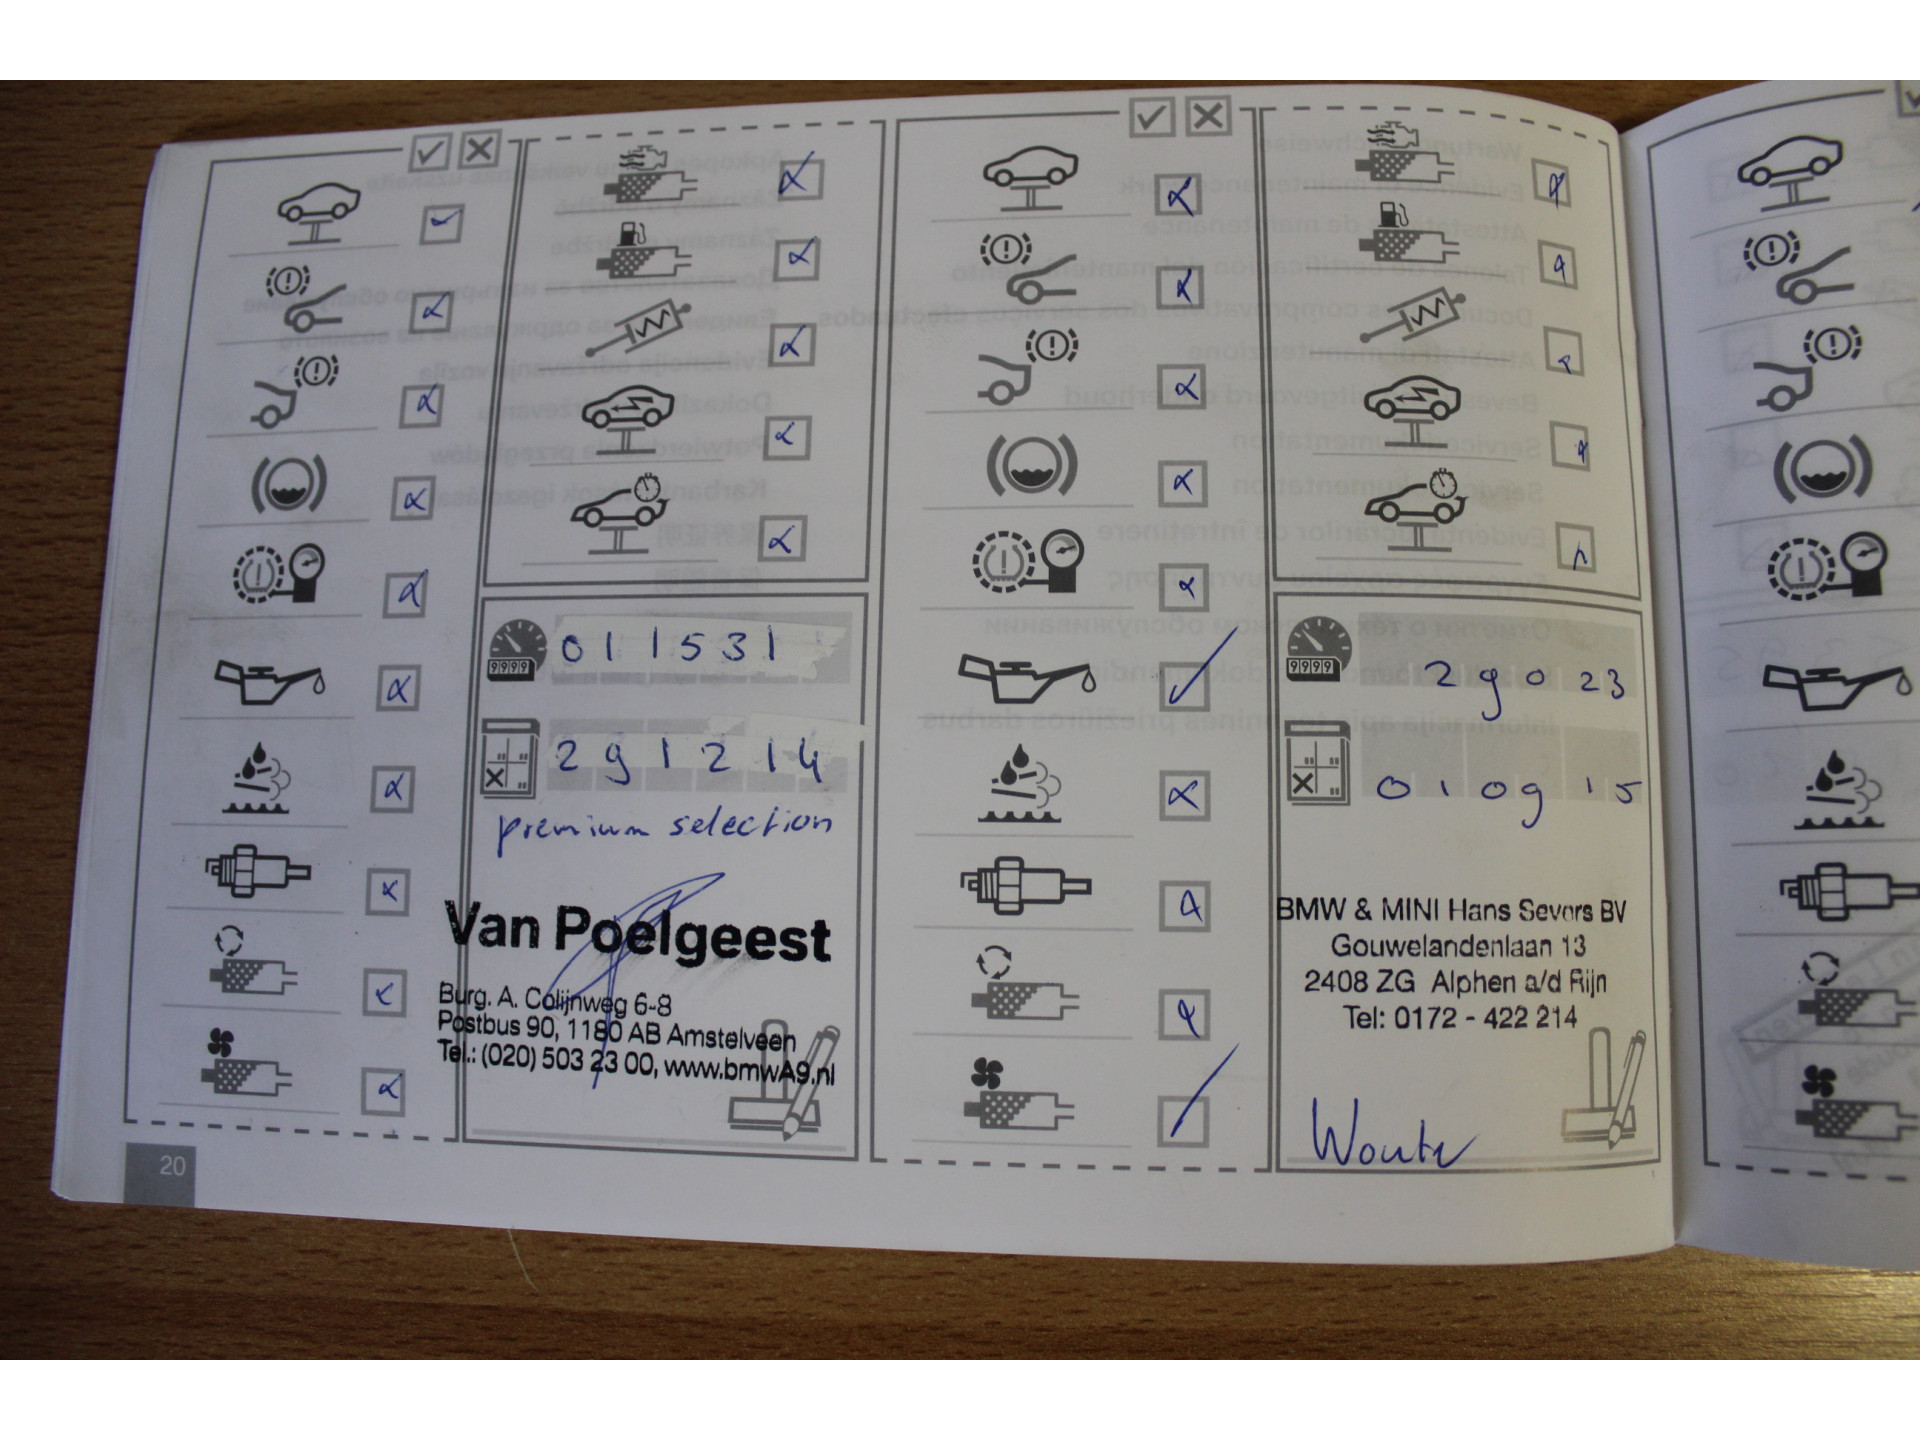 011531
291214
premium selection
Van Poelgeest
Burg. A. Colijnweg 6-8
Postbus 90, 1180 AB Amstelveen
Tel.: (020) 503 23 00, www.bmwA9.nl
20
29023
010915
BMW & MINI Hans Severs BV
Gouwelandenlaan 13
2408 ZG Alphen a/d Rijn
Tel: 0172 - 422 214